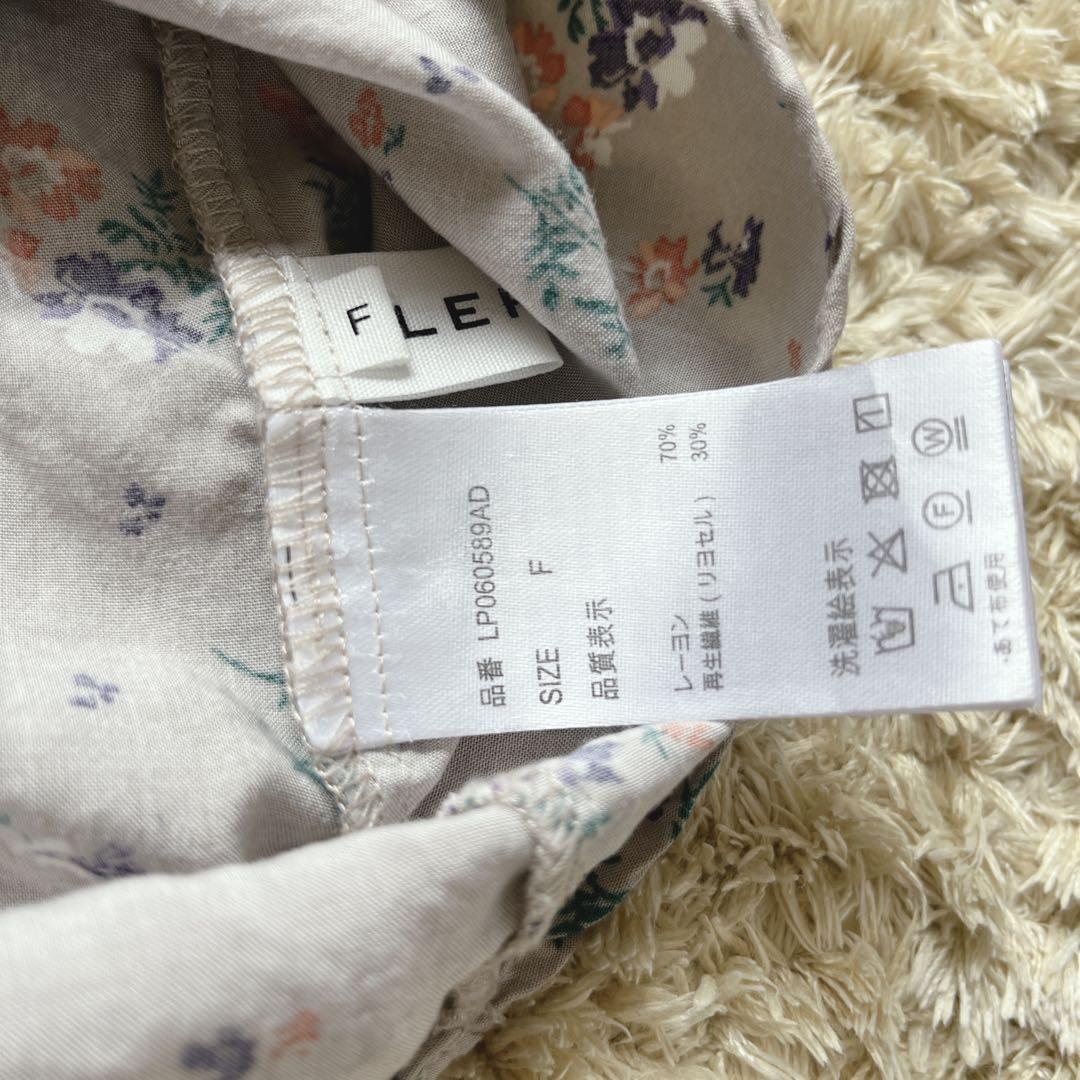 F
LE
品番 LP060589AD
SIZE F
品質表示
レーヨン 70%
再生繊維(リヨセル) 30%
洗濯絵表示
F W
・あて布使用